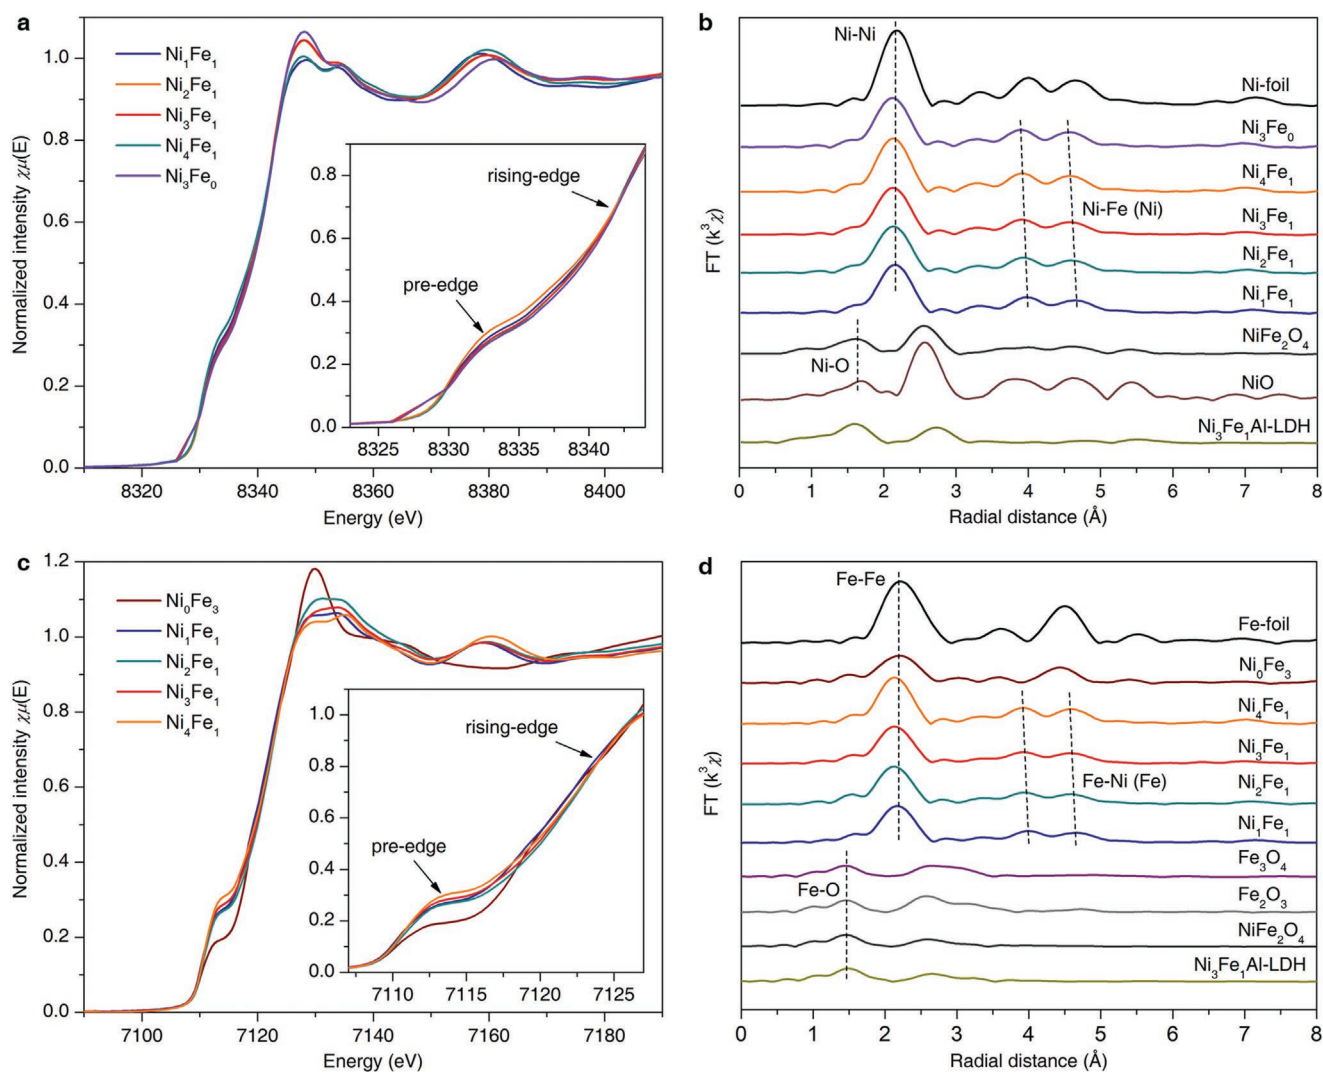 a
Normalized intensity χμ(E)
1.0
0.8
0.6
0.4
0.2
0.0
Ni₁Fe₁
Ni₂Fe₁
Ni₃Fe₁
Ni₄Fe₁
Ni₃Fe₀
0.8
0.6
0.4
0.2
0.0
rising-edge
pre-edge
8325 8330 8335 8340
8320 8340 8360 8380 8400
Energy (eV)
b
FT (k³χ)
Ni-Ni
Ni-foil
Ni₃Fe₀
Ni₄Fe₁
Ni₃Fe₁
Ni-Fe (Ni)
Ni₂Fe₁
Ni₁Fe₁
NiFe₂O₄
Ni-O
NiO
Ni₃Fe₁Al-LDH
0 1 2 3 4 5 6 7 8
Radial distance (Å)
c
Normalized intensity χμ(E)
1.2
1.0
0.8
0.6
0.4
0.2
0.0
Ni₀Fe₃
Ni₁Fe₁
Ni₂Fe₁
Ni₃Fe₁
Ni₄Fe₁
1.0
0.8
0.6
0.4
0.2
0.0
rising-edge
pre-edge
7110 7115 7120 7125
7100 7120 7140 7160 7180
Energy (eV)
d
FT (k³χ)
Fe-Fe
Fe-foil
Ni₀Fe₃
Ni₄Fe₁
Ni₃Fe₁
Fe-Ni (Fe)
Ni₂Fe₁
Ni₁Fe₁
Fe₃O₄
Fe-O
Fe₂O₃
NiFe₂O₄
Ni₃Fe₁Al-LDH
0 1 2 3 4 5 6 7 8
Radial distance (Å)